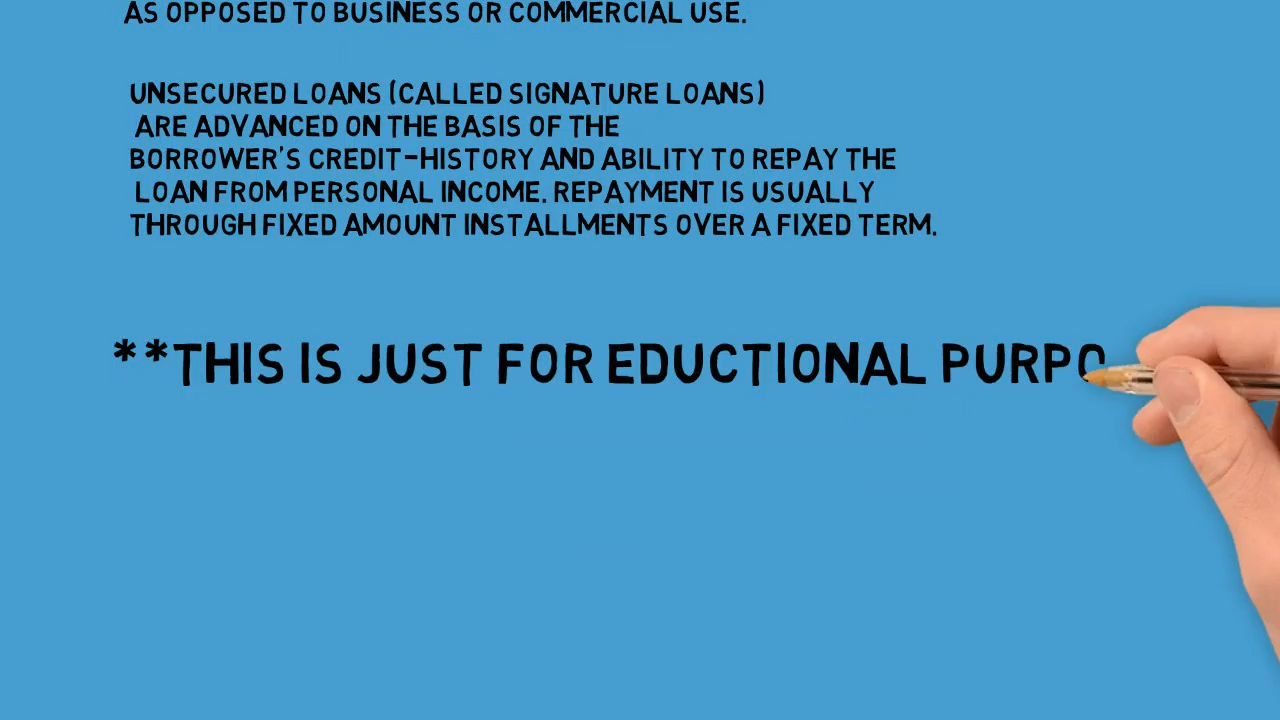 AS OPPOSED TO BUSINESS OR COMMERCIAL USE.
UNSECURED LOANS (CALLED SIGNATURE LOANS)
ARE ADVANCED ON THE BASIS OF THE
BORROWER'S CREDIT-HISTORY AND ABILITY TO REPAY THE
LOAN FROM PERSONAL INCOME. REPAYMENT IS USUALLY
THROUGH FIXED AMOUNT INSTALLMENTS OVER A FIXED TERM.
**THIS IS JUST FOR EDUCTIONAL PURPO